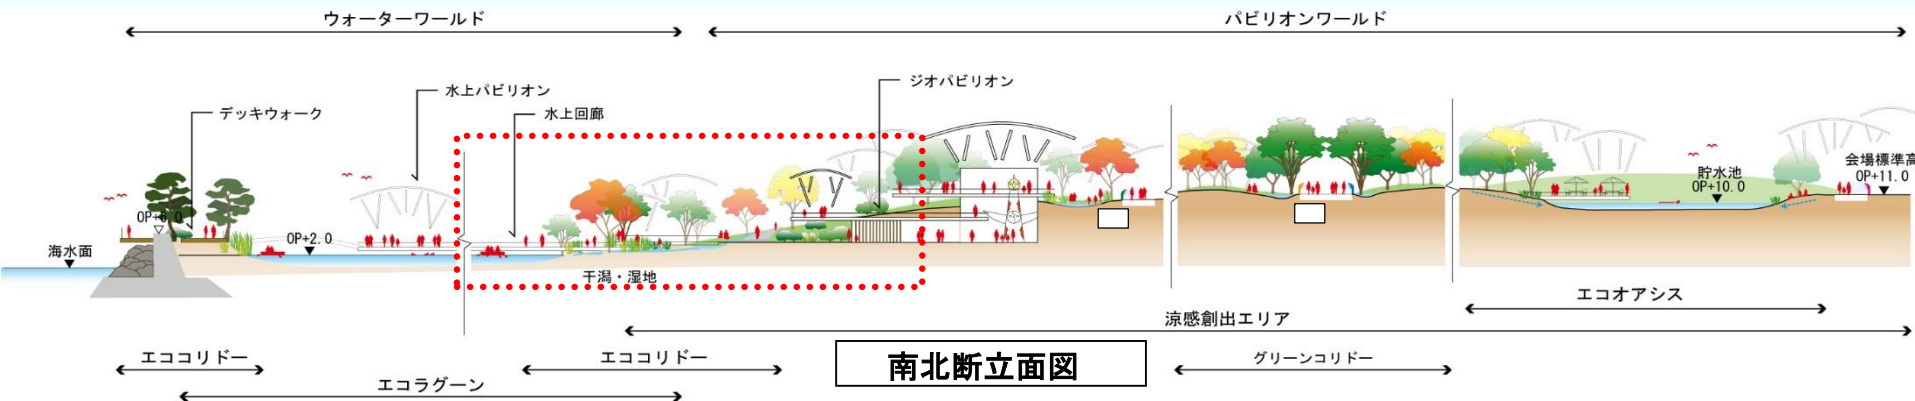 ウォーターワールド
パビリオンワールド
水上パビリオン
ジオパビリオン
デッキウォーク
水上回廊
会場標準高
OP+11.0
貯水池
OP+10.0
OP+6.0
OP+2.0
海水面
干潟・湿地
エコオアシス
涼感創出エリア
エココリドー
エココリドー
南北断立面図
グリーンコリドー
エコラグーン